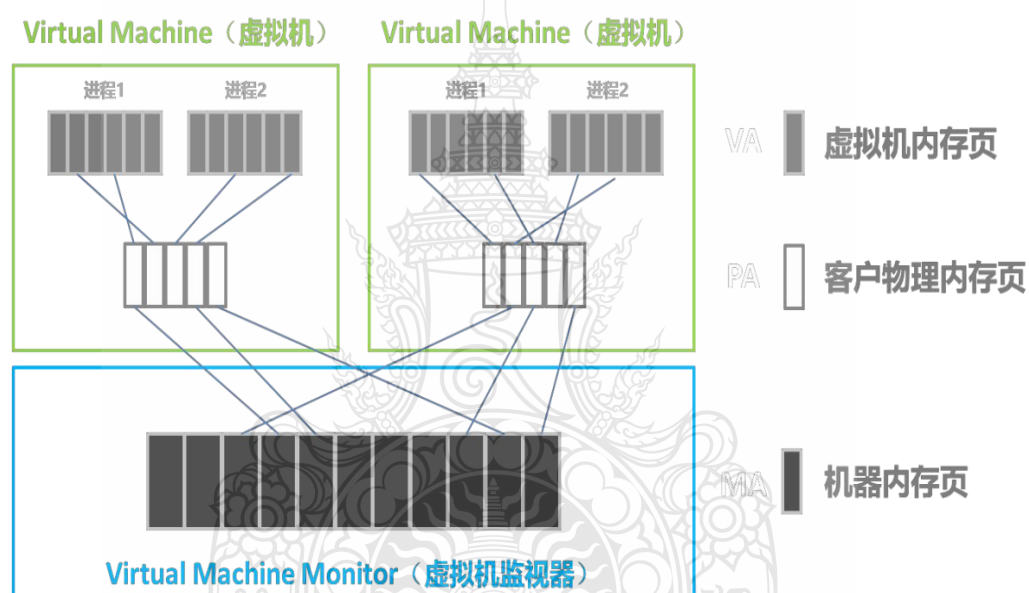 Virtual Machine（虚拟机）
Virtual Machine（虚拟机）
进程1
进程2
进程1
进程2
VA
虚拟机内存页
PA
客户物理内存页
MA
机器内存页
Virtual Machine Monitor（虚拟机监视器）